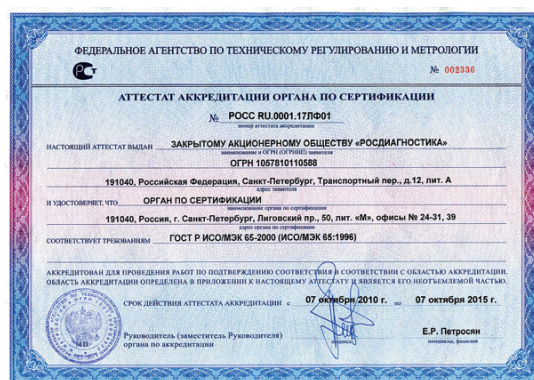 ФЕДЕРАЛЬНОЕ АГЕНТСТВО ПО ТЕХНИЧЕСКОМУ РЕГУЛИРОВАНИЮ И МЕТРОЛОГИИ
№ 002336
АТТЕСТАТ АККРЕДИТАЦИИ ОРГАНА ПО СЕРТИФИКАЦИИ
№ РОСС RU.0001.17ЛФ01
номер аттестата аккредитации
НАСТОЯЩИЙ АТТЕСТАТ ВЫДАН ЗАКРЫТОМУ АКЦИОНЕРНОМУ ОБЩЕСТВУ «РОСДИАГНОСТИКА»
наименование и ОГРН (ОГРНИП) заявителя
ОГРН 1057810110588
191040, Российская Федерация, Санкт-Петербург, Транспортный пер., д.12, лит. А
адрес заявителя
И УДОСТОВЕРЯЕТ, ЧТО ОРГАН ПО СЕРТИФИКАЦИИ
наименование органа по сертификации
191040, Россия, г. Санкт-Петербург, Лиговский пр., 50, лит. «М», офисы № 24-31, 39
адрес органа по сертификации
СООТВЕТСТВУЕТ ТРЕБОВАНИЯМ ГОСТ Р ИСО/МЭК 65-2000 (ИСО/МЭК 65:1996)
АККРЕДИТОВАН ДЛЯ ПРОВЕДЕНИЯ РАБОТ ПО ПОДТВЕРЖДЕНИЮ СООТВЕТСТВИЯ В СООТВЕТСТВИИ С ОБЛАСТЬЮ АККРЕДИТАЦИИ.
ОБЛАСТЬ АККРЕДИТАЦИИ ОПРЕДЕЛЕНА В ПРИЛОЖЕНИИ К НАСТОЯЩЕМУ АТТЕСТАТУ И ЯВЛЯЕТСЯ ЕГО НЕОТЪЕМЛЕМОЙ ЧАСТЬЮ.
СРОК ДЕЙСТВИЯ АТТЕСТАТА АККРЕДИТАЦИИ с 07 октября 2010 г. по 07 октября 2015 г.
Руководитель (заместитель Руководителя) Е.Р. Петросян
органа по аккредитации подпись инициалы, фамилия
М.П.